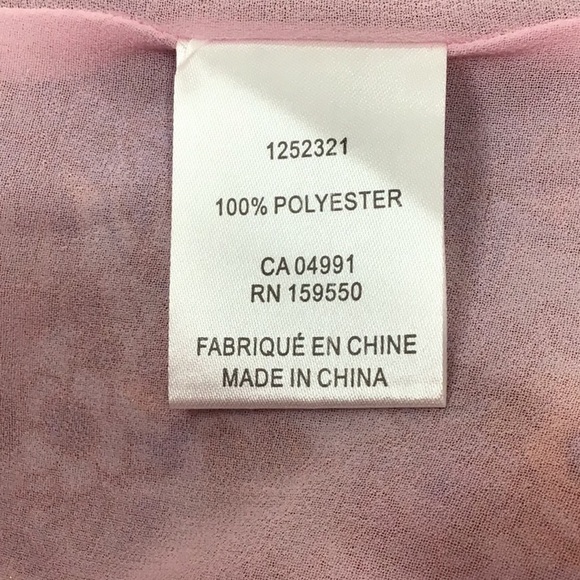 1252321
100% POLYESTER
CA 04991
RN 159550
FABRIQUÉ EN CHINE
MADE IN CHINA